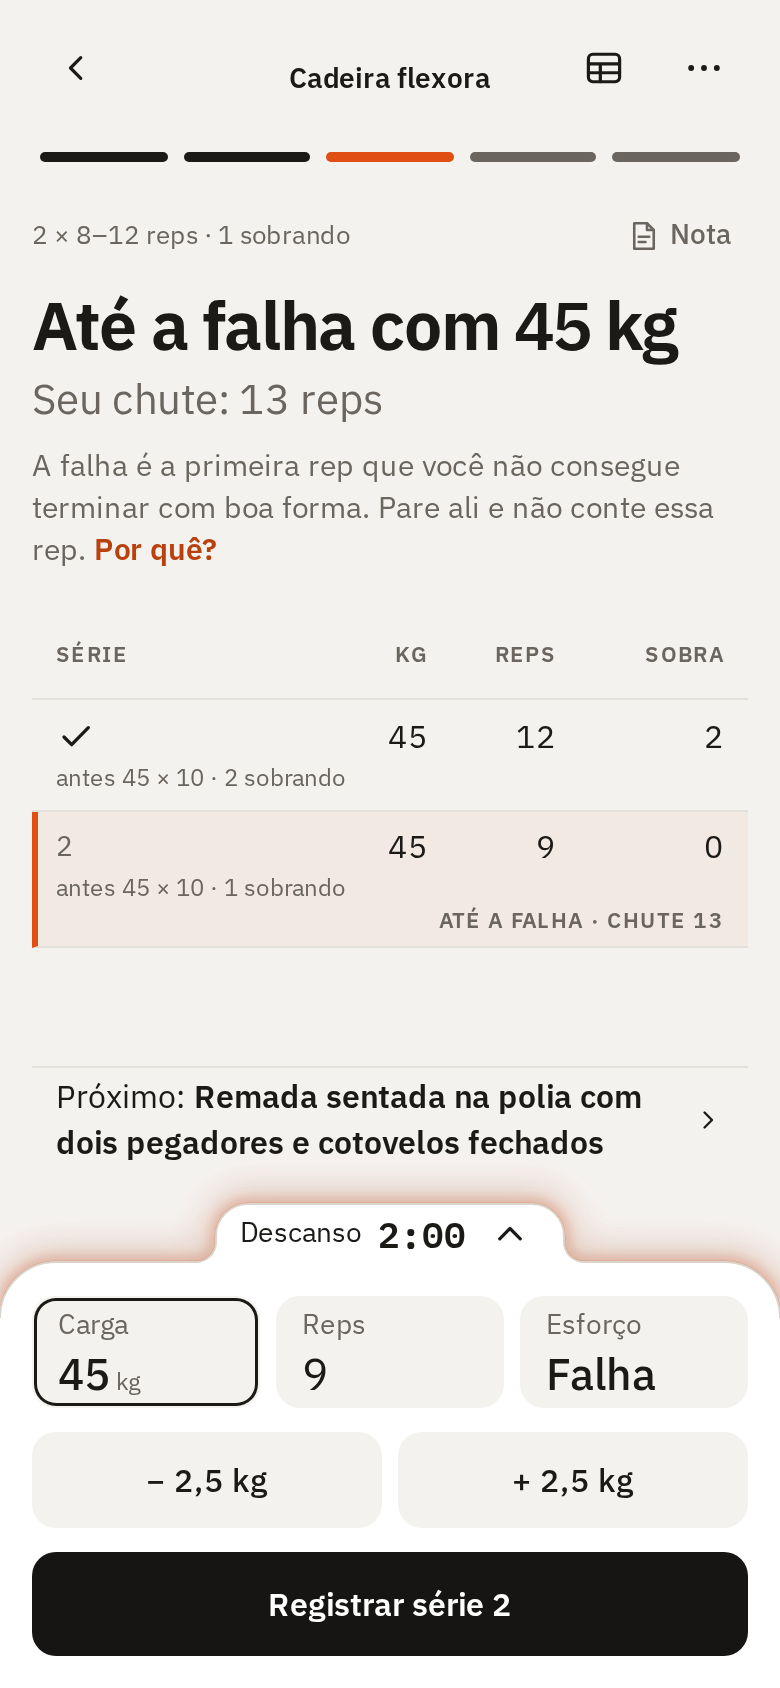 Cadeira flexora
2 × 8–12 reps · 1 sobrando
Nota
Até a falha com 45 kg
Seu chute: 13 reps
A falha é a primeira rep que você não consegue
terminar com boa forma. Pare ali e não conte essa
rep. Por quê?
SÉRIE KG REPS SOBRA
45 12 2
antes 45 × 10 · 2 sobrando
2 45 9 0
antes 45 × 10 · 1 sobrando
ATÉ A FALHA · CHUTE 13
Próximo: Remada sentada na polia com
dois pegadores e cotovelos fechados
Descanso 2:00
Carga Reps Esforço
45 kg 9 Falha
– 2,5 kg + 2,5 kg
Registrar série 2